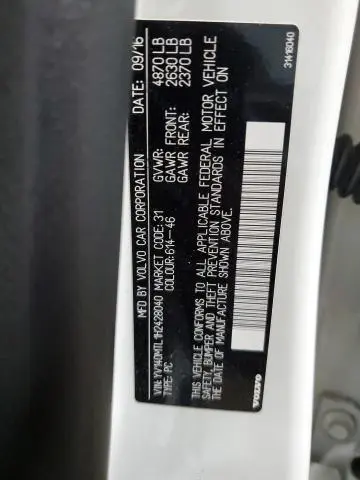 MFD BY VOLVO CAR CORPORATION DATE: 09/16
GVWR: 4870 LB
GAWR FRONT: 2630 LB
GAWR REAR: 2370 LB
VIN: YV140MTL1H2428040 MARKET CODE: 31
TYPE: PC COLOUR: 614-46
THIS VEHICLE CONFORMS TO ALL APPLICABLE FEDERAL MOTOR VEHICLE
SAFETY, BUMPER AND THEFT PREVENTION STANDARDS IN EFFECT ON
THE DATE OF MANUFACTURE SHOWN ABOVE.
VOLVO 31416040